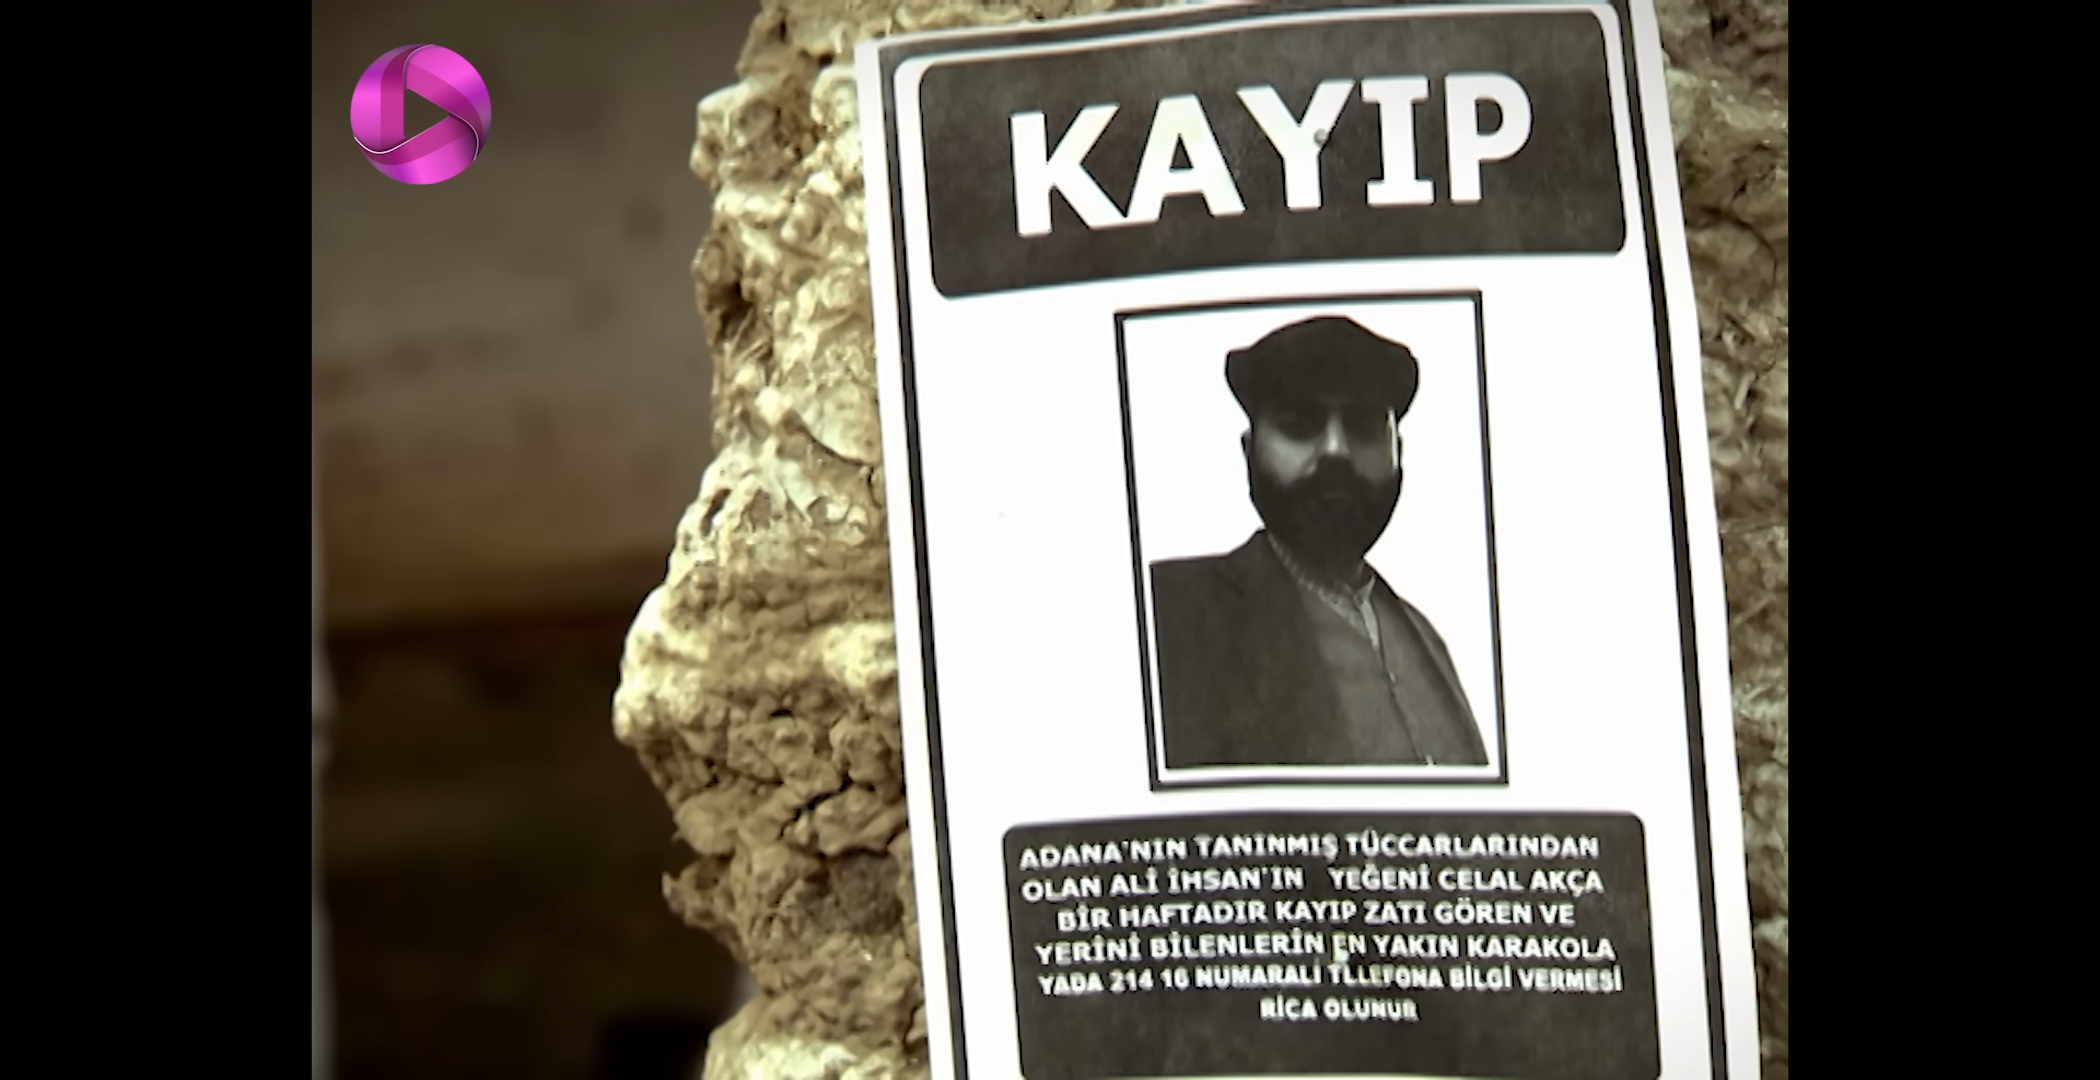 KAYIP
ADANA'NIN TANINMIŞ TÜCCARLARINDAN
OLAN ALİ İHSAN'IN YEĞENİ CELAL AKÇA
BİR HAFTADIR KAYIP ZATI GÖREN VE
YERİNİ BİLENLERİN EN YAKIN KARAKOLA
YADA 214 16 NUMARALI TELEFONA BİLGİ VERMESİ
RİCA OLUNUR